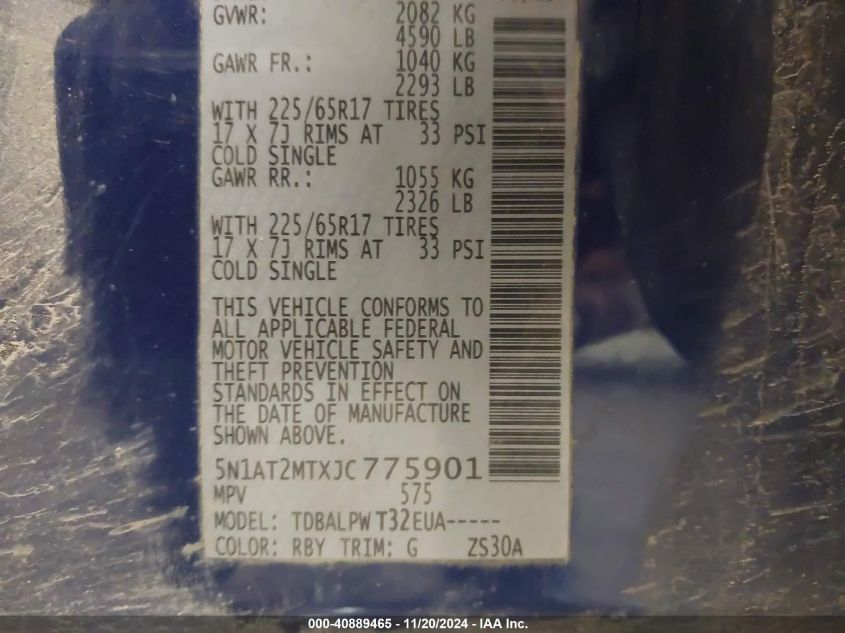 GVWR: 2082 KG
4590 LB
GAWR FR.: 1040 KG
2293 LB
WITH 225/65R17 TIRES
17 X 7J RIMS AT 33 PSI
COLD SINGLE
GAWR RR.: 1055 KG
2326 LB
WITH 225/65R17 TIRES
17 X 7J RIMS AT 33 PSI
COLD SINGLE
THIS VEHICLE CONFORMS TO
ALL APPLICABLE FEDERAL
MOTOR VEHICLE SAFETY AND
THEFT PREVENTION
STANDARDS IN EFFECT ON
THE DATE OF MANUFACTURE
SHOWN ABOVE.
5N1AT2MTXJC775901
MPV 575
MODEL: TDBALPW T32EUA-----
COLOR: RBY TRIM: G ZS30A
000-40889465 - 11/20/2024 - IAA Inc.